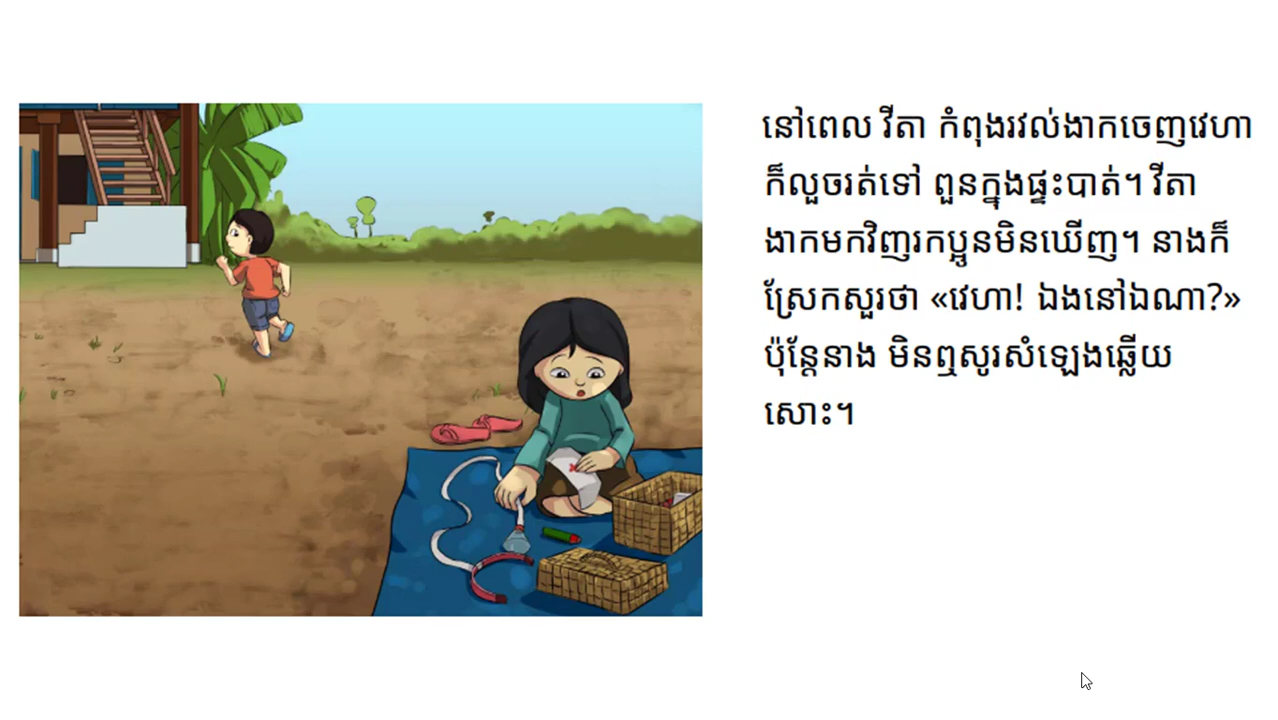 នៅពេល វីតា កំពុងរវល់ងាកចេញវេហា
ក៏លួចរត់ទៅ ពួនក្នុងផ្ទះបាត់។ វីតា
ងាកមកវិញរកប្អូនមិនឃើញ។ នាងក៏
ស្រែកសួរថា «វេហា! ឯងនៅឯណា?»
ប៉ុន្តែនាង មិនឮសូរសំឡេងឆ្លើយ
សោះ។